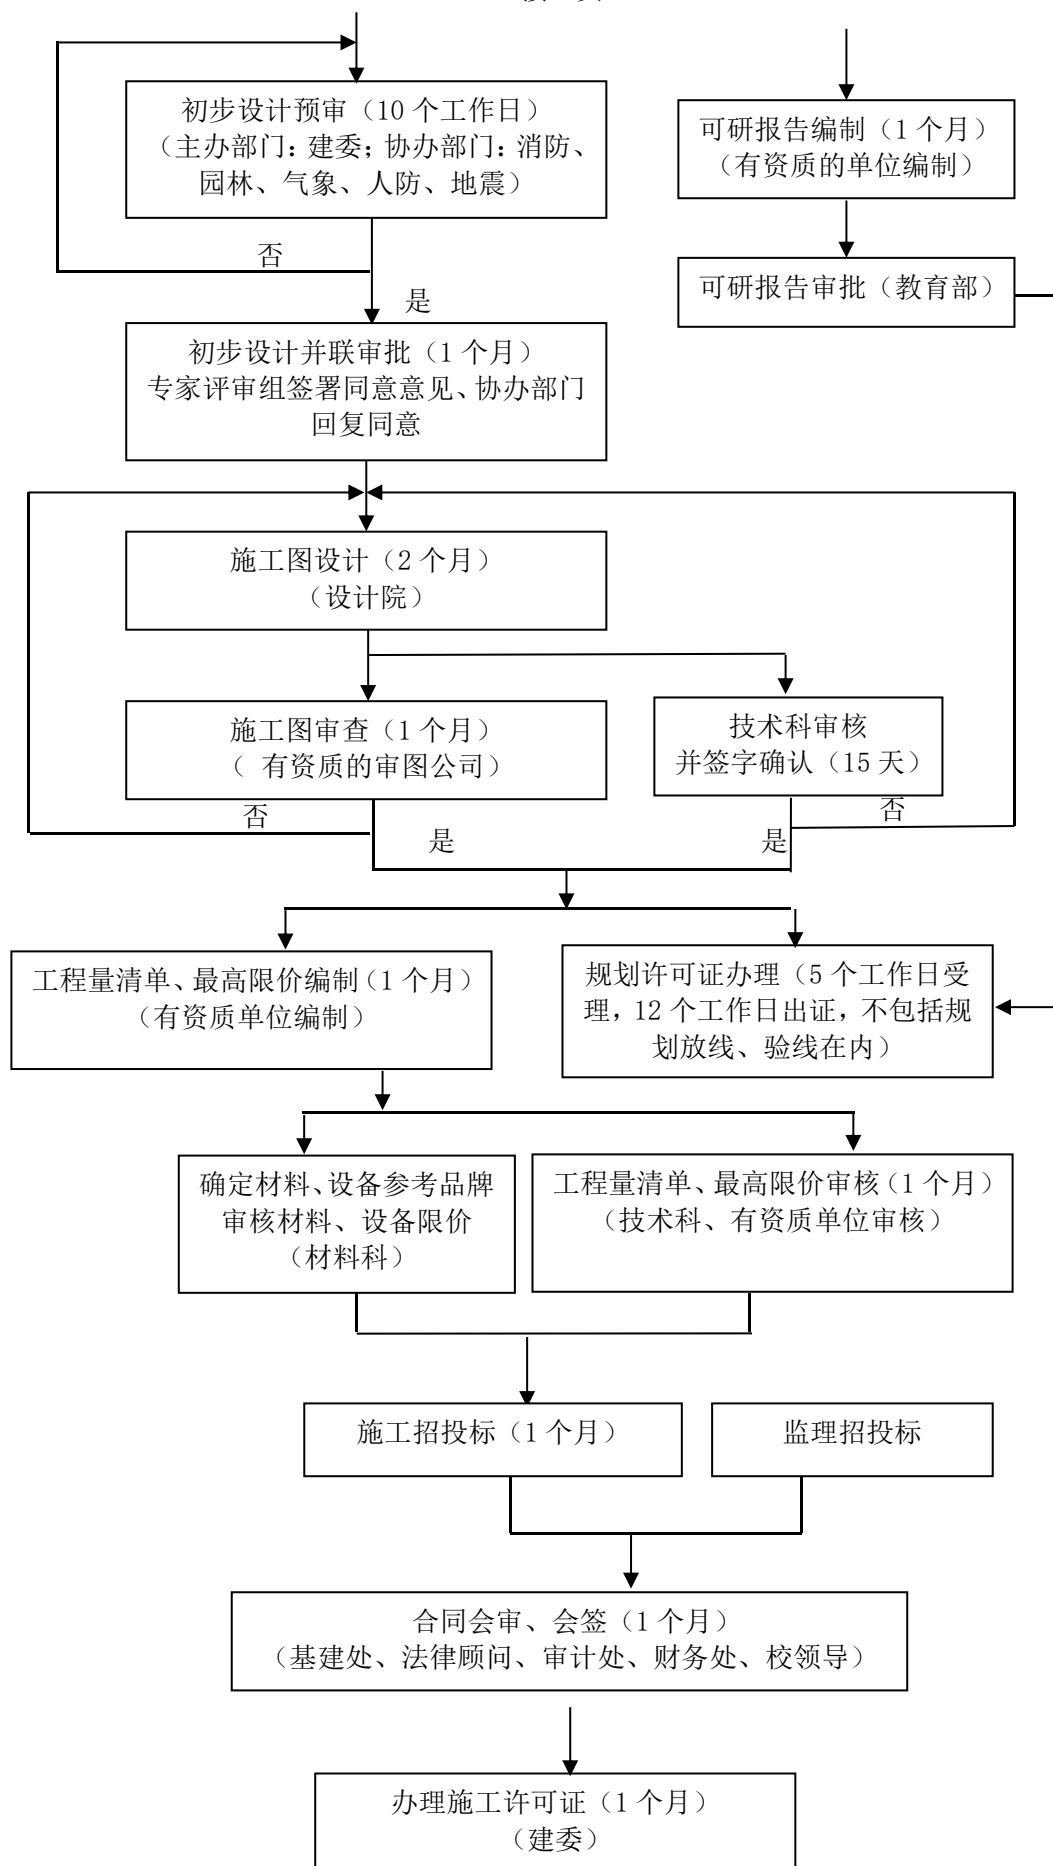 初步设计预审（10 个工作日）
（主办部门：建委；协办部门：消防、
园林、气象、人防、地震）
可研报告编制（1 个月）
（有资质的单位编制）
否
可研报告审批（教育部）
是
初步设计并联审批（1 个月）
专家评审组签署同意意见、协办部门
回复同意
施工图设计（2 个月）
（设计院）
施工图审查（1 个月）
（ 有资质的审图公司）
技术科审核
并签字确认（15 天）
否
否
是
是
工程量清单、最高限价编制（1 个月）
（有资质单位编制）
规划许可证办理（5 个工作日受
理，12 个工作日出证，不包括规
划放线、验线在内）
确定材料、设备参考品牌
审核材料、设备限价
（材料科）
工程量清单、最高限价审核（1 个月）
（技术科、有资质单位审核）
施工招投标（1 个月）
监理招投标
合同会审、会签（1 个月）
（基建处、法律顾问、审计处、财务处、校领导）
办理施工许可证（1 个月）
（建委）